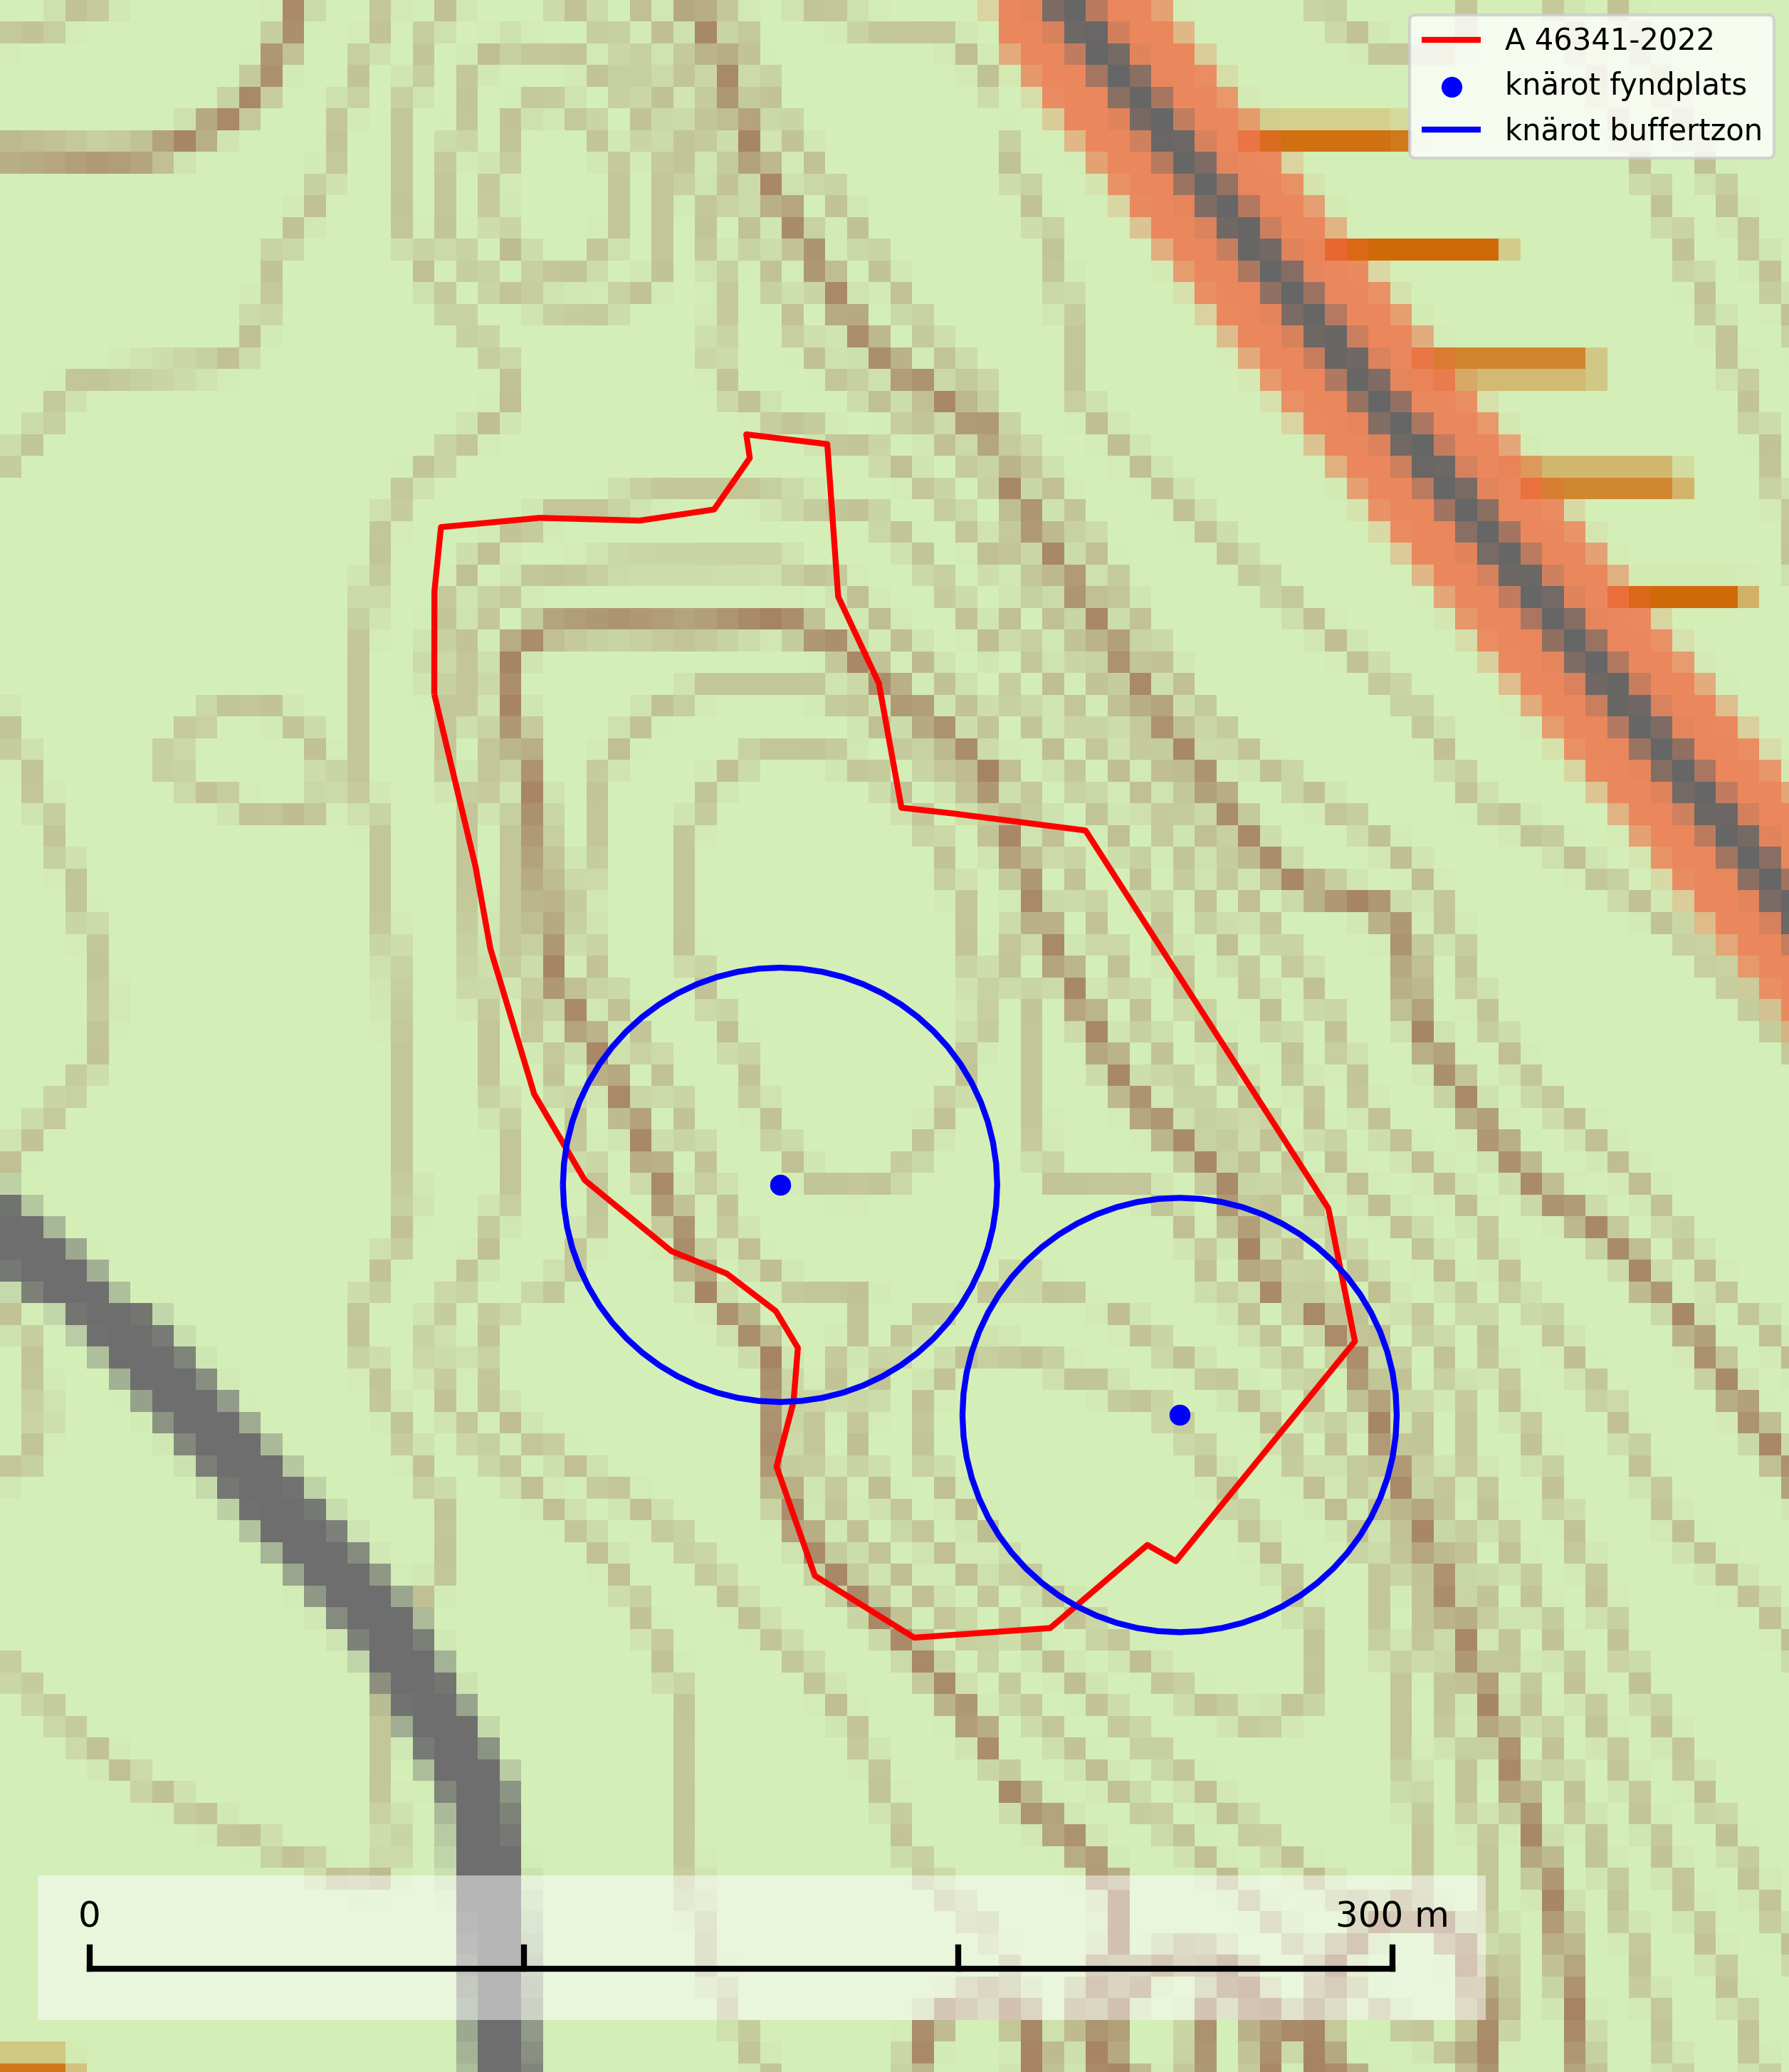 A 46341-2022
knärot fyndplats
knärot buffertzon
0
300 m